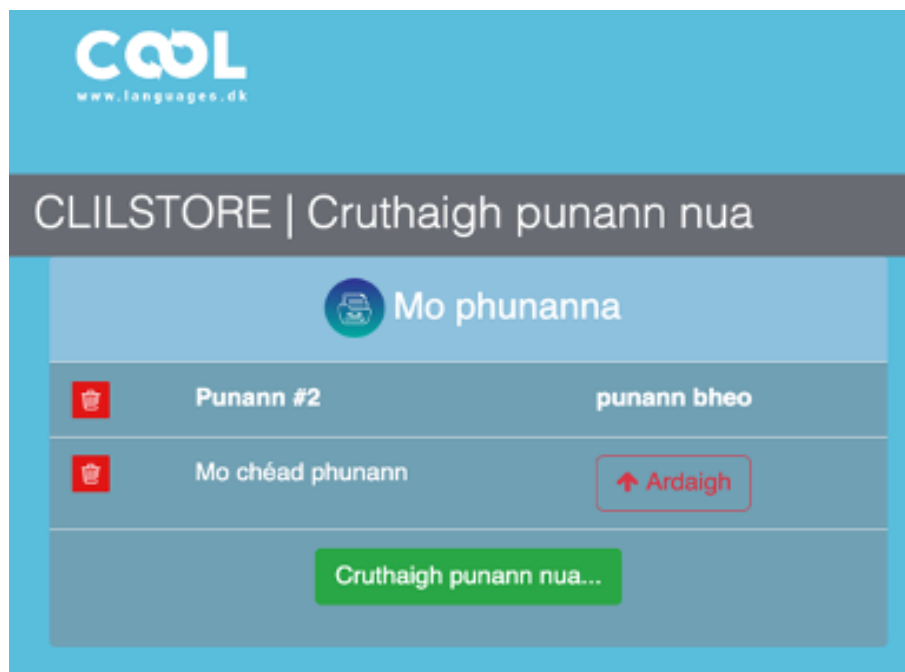 COOL
www.languages.dk
CLILSTORE | Cruthaigh punann nua
Mo phunanna
Punann #2 punann bheo
Mo chéad phunann Ardaigh
Cruthaigh punann nua...